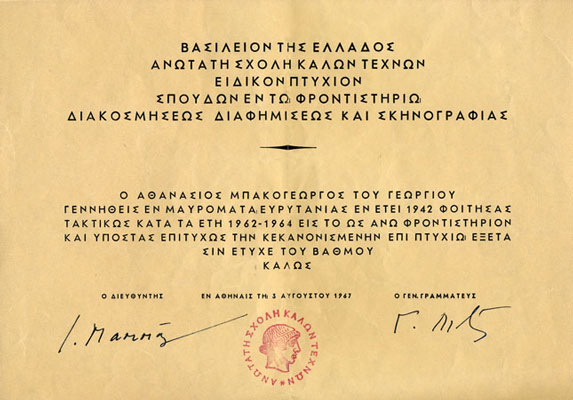 ΒΑΣΙΛΕΙΟΝ ΤΗΣ ΕΛΛΑΔΟΣ
ΑΝΩΤΑΤΗ ΣΧΟΛΗ ΚΑΛΩΝ ΤΕΧΝΩΝ
ΕΙΔΙΚΟΝ ΠΤΥΧΙΟΝ
ΣΠΟΥΔΩΝ ΕΝ ΤΩι ΦΡΟΝΤΙΣΤΗΡΙΩι
ΔΙΑΚΟΣΜΗΣΕΩΣ ΔΙΑΦΗΜΙΣΕΩΣ ΚΑΙ ΣΚΗΝΟΓΡΑΦΙΑΣ
Ο ΑΘΑΝΑΣΙΟΣ ΜΠΑΚΟΓΕΩΡΓΟΣ ΤΟΥ ΓΕΩΡΓΙΟΥ
ΓΕΝΝΗΘΕΙΣ ΕΝ ΜΑΥΡΟΜΑΤΑ, ΕΥΡΥΤΑΝΙΑΣ ΕΝ ΕΤΕΙ 1942 ΦΟΙΤΗΣΑΣ
ΤΑΚΤΙΚΩΣ ΚΑΤΑ ΤΑ ΕΤΗ 1962-1964 ΕΙΣ ΤΟ ΩΣ ΑΝΩ ΦΡΟΝΤΙΣΤΗΡΙΟΝ
ΚΑΙ ΥΠΟΣΤΑΣ ΕΠΙΤΥΧΩΣ ΤΗΝ ΚΕΚΑΝΟΝΙΣΜΕΝΗΝ ΕΠΙ ΠΤΥΧΙΩι ΕΞΕΤΑ
ΣΙΝ ΕΤΥΧΕ ΤΟΥ ΒΑΘΜΟΥ
ΚΑΛΩΣ
Ο ΔΙΕΥΘΥΝΤΗΣ ΕΝ ΑΘΗΝΑΙΣ ΤΗι 3 ΑΥΓΟΥΣΤΟΥ 1967 Ο ΓΕΝ. ΓΡΑΜΜΑΤΕΥΣ
ΑΝΩΤΑΤΗ ΣΧΟΛΗ ΚΑΛΩΝ ΤΕΧΝΩΝ